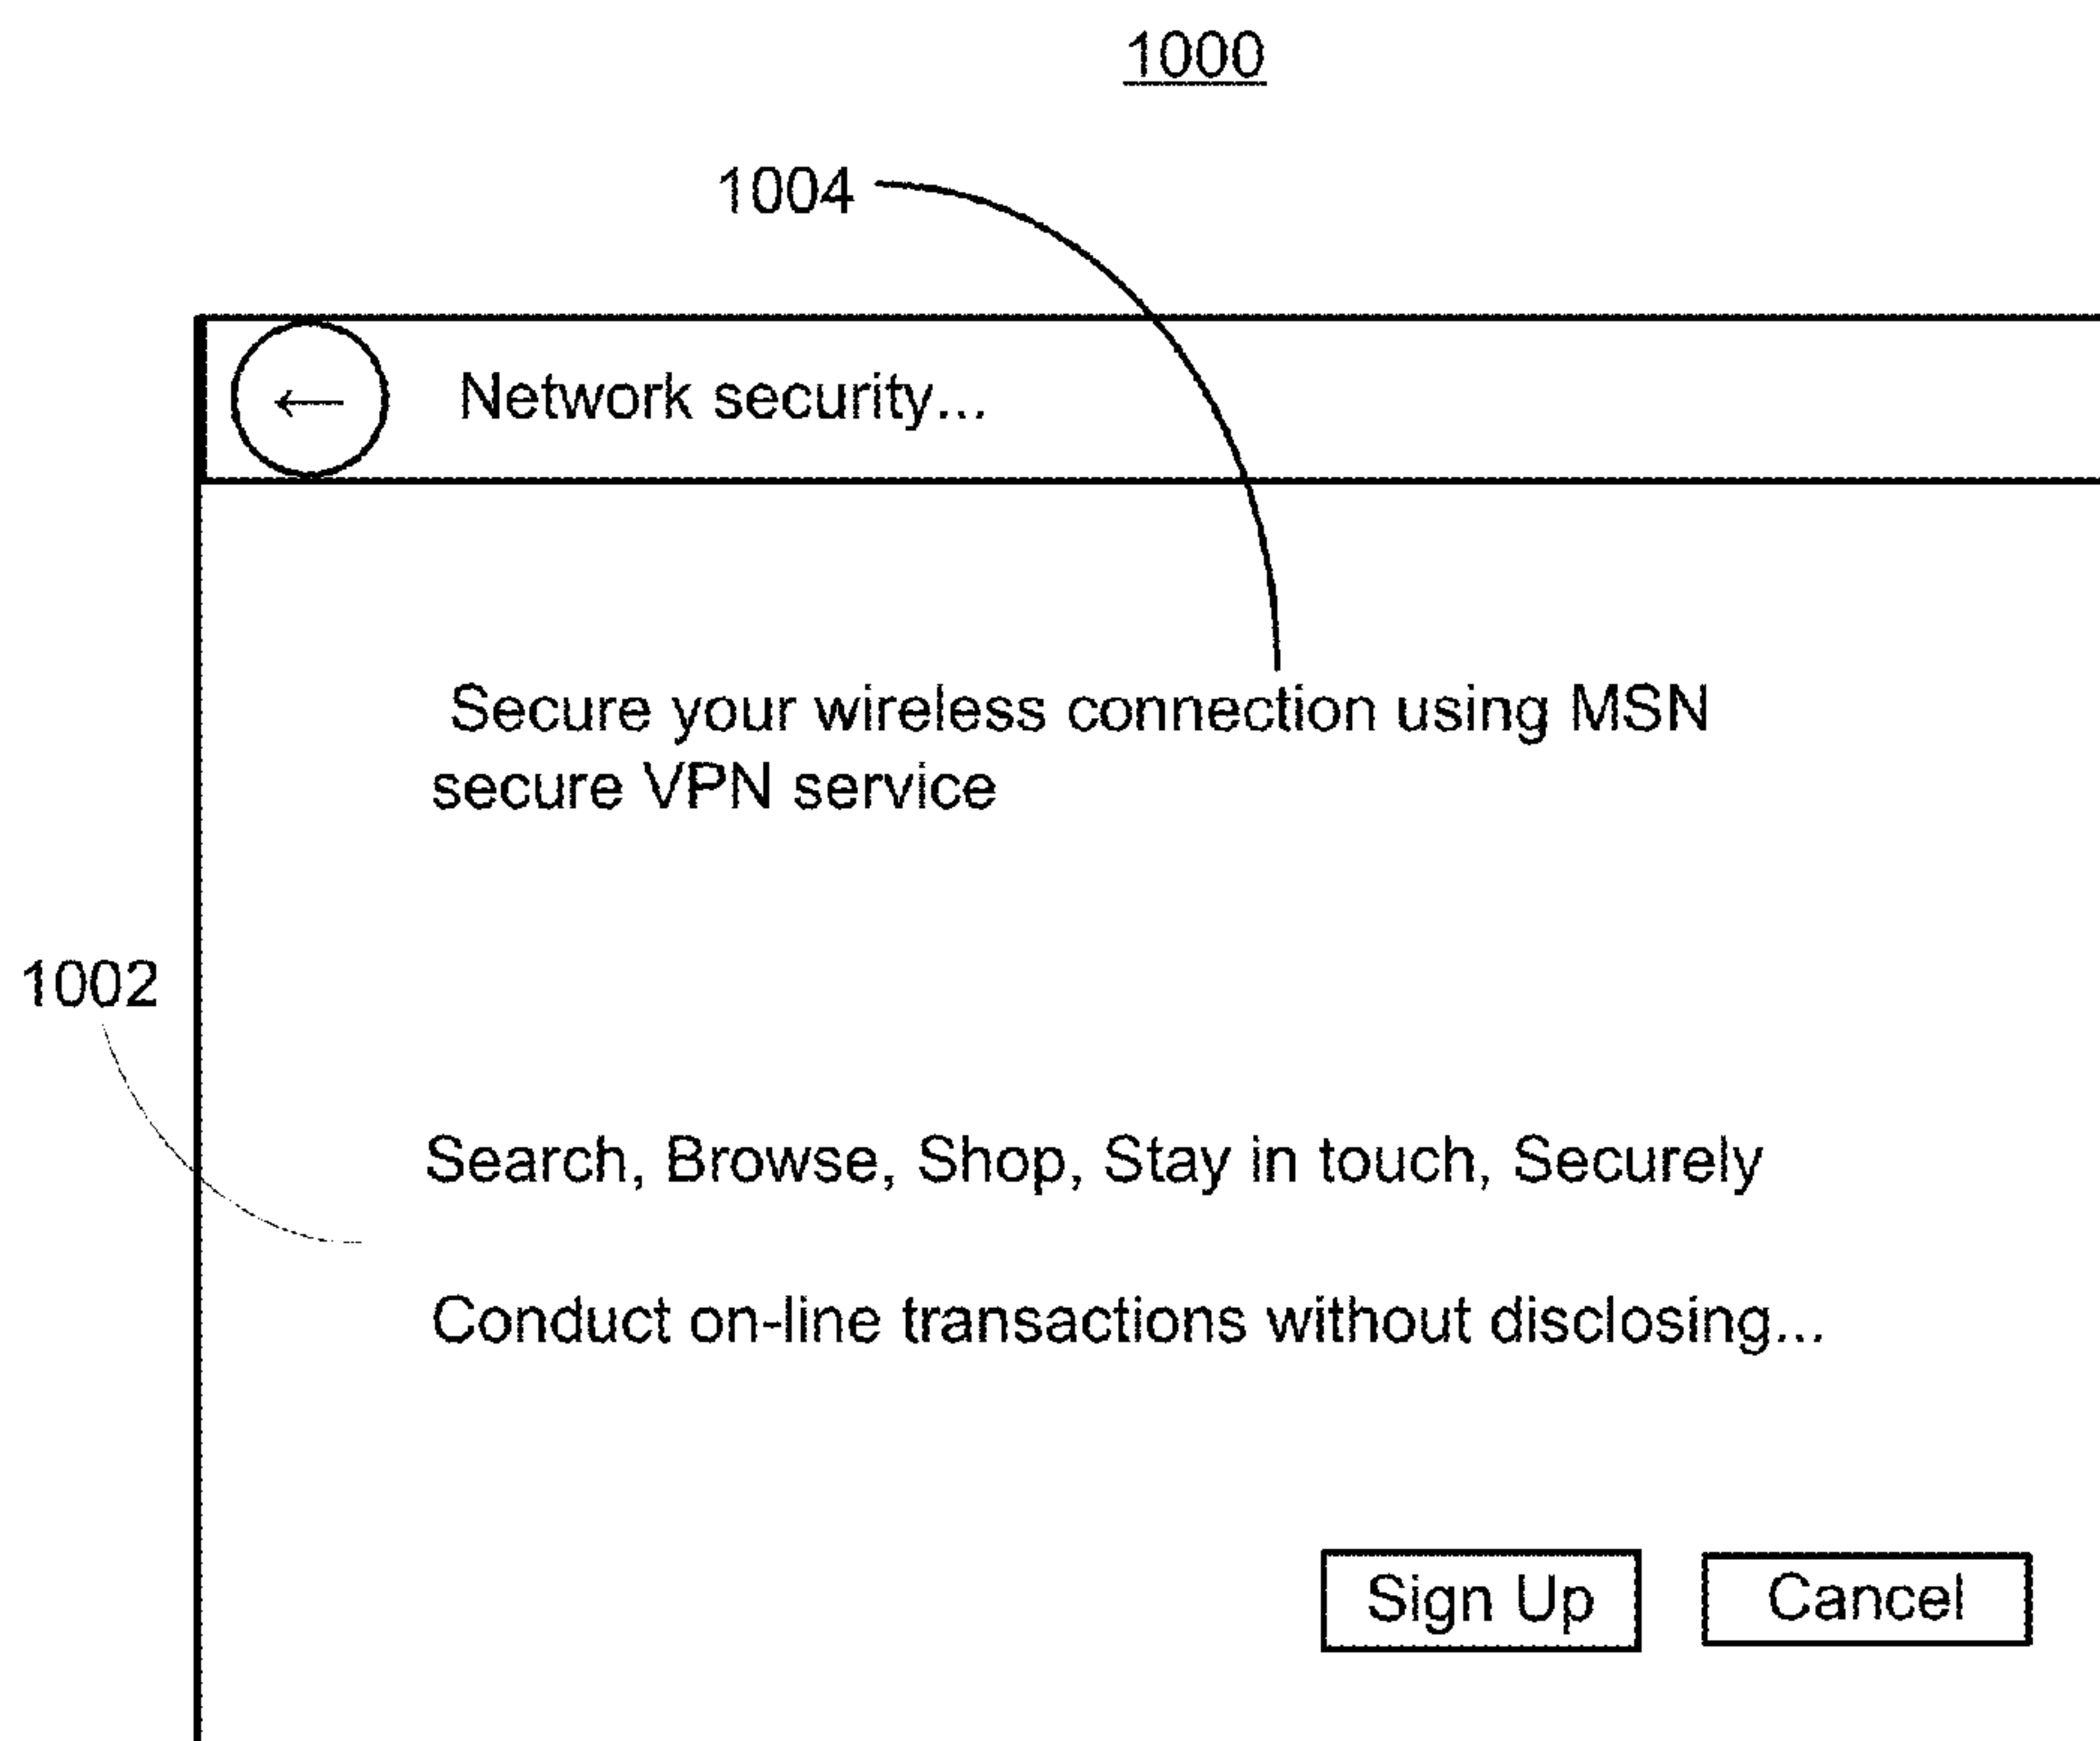 1000
1004
← Network security...
Secure your wireless connection using MSN
secure VPN service
1002
Search, Browse, Shop, Stay in touch, Securely
Conduct on-line transactions without disclosing...
Sign Up Cancel